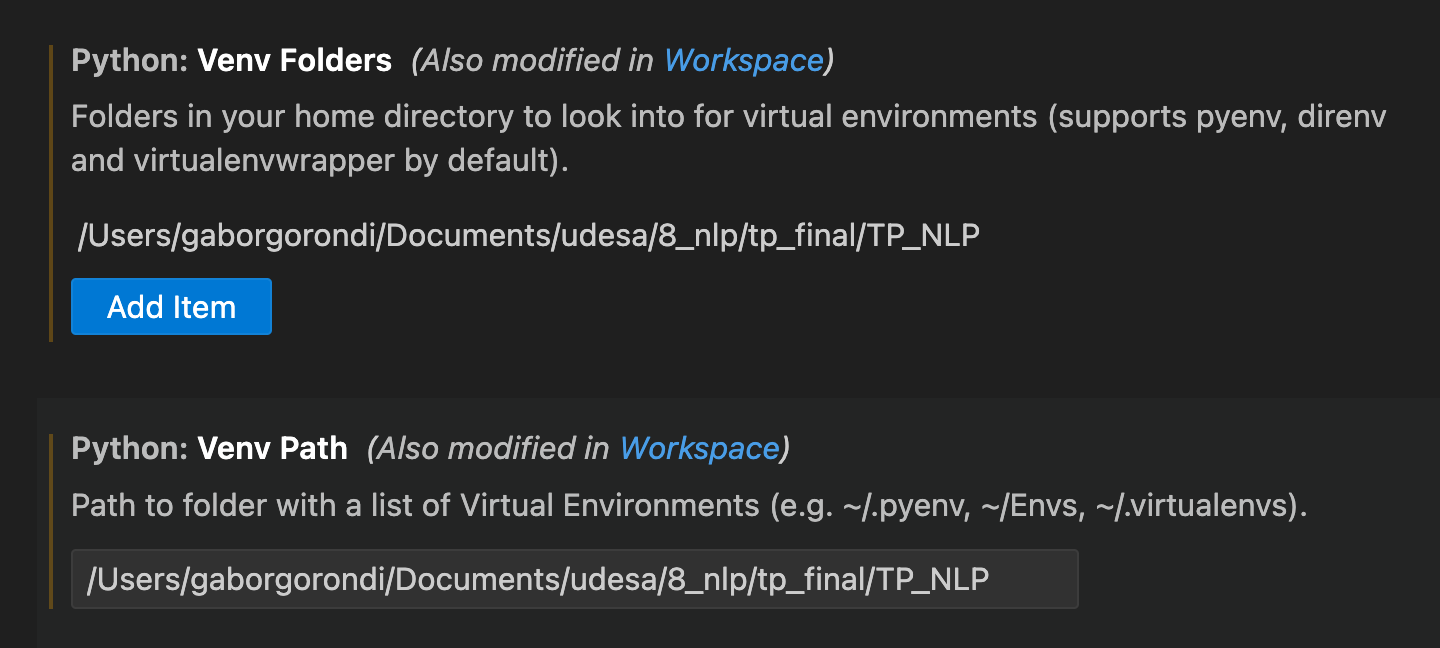 Python: Venv Folders (Also modified in Workspace)
Folders in your home directory to look into for virtual environments (supports pyenv, direnv
and virtualenvwrapper by default).
/Users/gaborgorondi/Documents/udesa/8_nlp/tp_final/TP_NLP
Add Item
Python: Venv Path (Also modified in Workspace)
Path to folder with a list of Virtual Environments (e.g. ~/.pyenv, ~/Envs, ~/.virtualenvs).
/Users/gaborgorondi/Documents/udesa/8_nlp/tp_final/TP_NLP